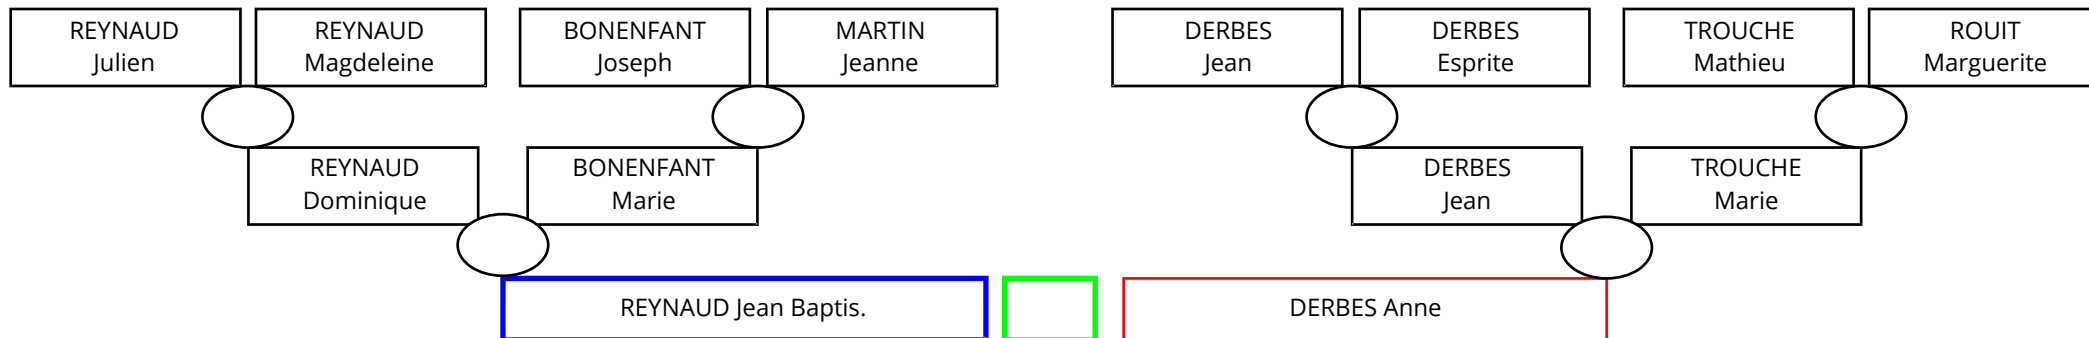 REYNAUD
Julien
REYNAUD
Magdeleine
BONENFANT
Joseph
MARTIN
Jeanne
DERBES
Jean
DERBES
Esprite
TROUCHE
Mathieu
ROUIT
Marguerite
REYNAUD
Dominique
BONENFANT
Marie
DERBES
Jean
TROUCHE
Marie
REYNAUD Jean Baptis.
DERBES Anne